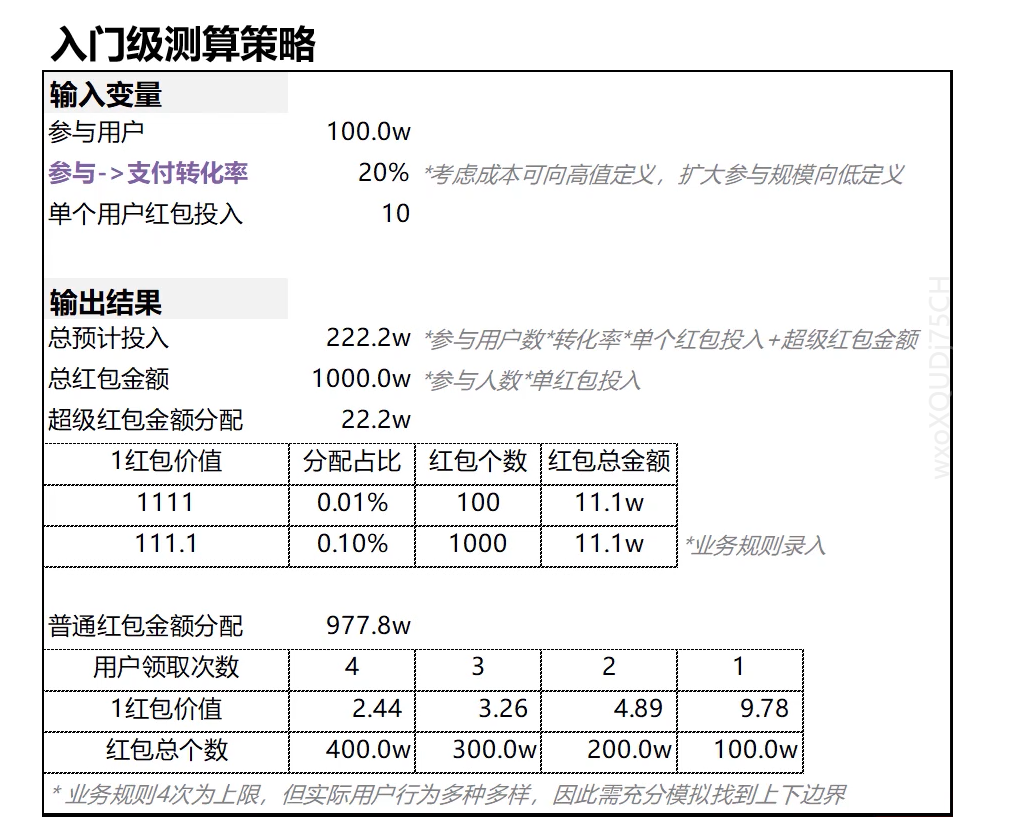 入门级测算策略
输入变量
参与用户 100.0w
参与->支付转化率 20% *考虑成本可向高值定义，扩大参与规模向低定义
单个用户红包投入 10
输出结果
总预计投入 222.2w *参与用户数*转化率*单个红包投入+超级红包金额
总红包金额 1000.0w *参与人数*单红包投入
超级红包金额分配 22.2w
1红包价值 分配占比 红包个数 红包总金额
1111 0.01% 100 11.1w
111.1 0.10% 1000 11.1w *业务规则录入
普通红包金额分配 977.8w
用户领取次数 4 3 2 1
1红包价值 2.44 3.26 4.89 9.78
红包总个数 400.0w 300.0w 200.0w 100.0w
* 业务规则4次为上限，但实际用户行为多种多样，因此需充分模拟找到上下边界
wxoXQUDi75CH